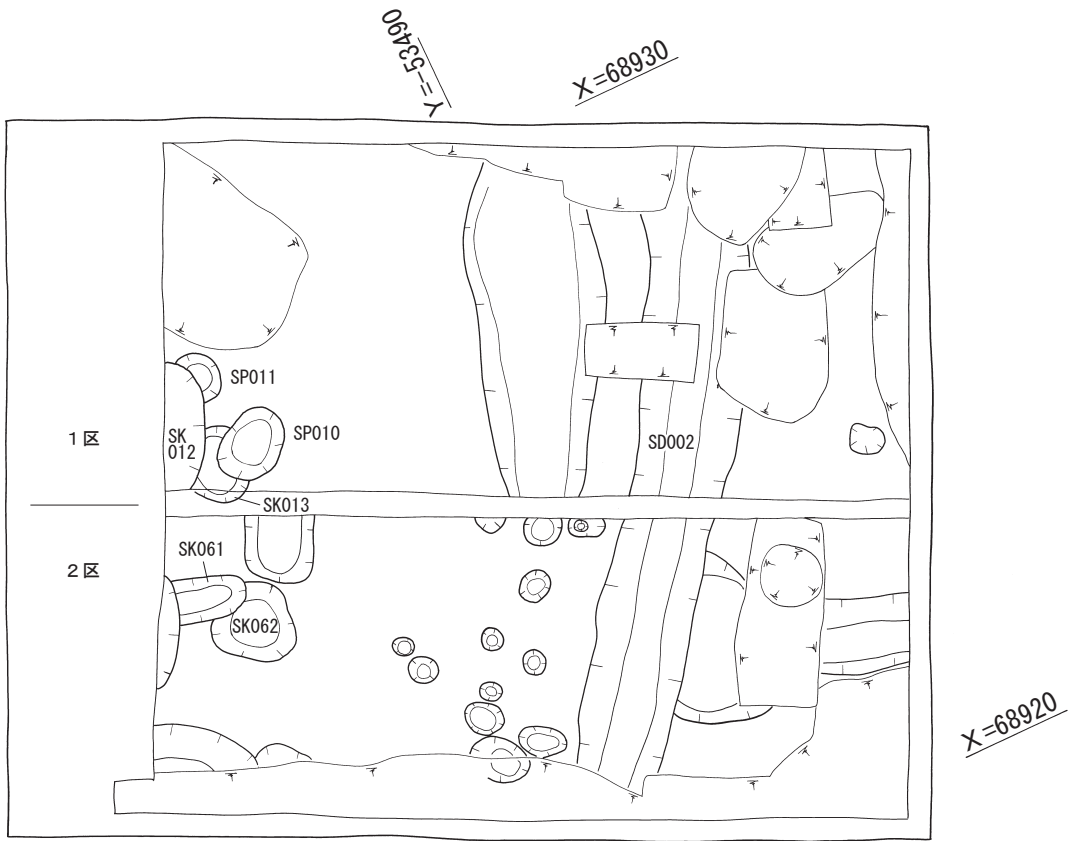 Y=-53490
X=68930
SP011
1区
SK
012
SP010
SD002
SK013
SK061
2区
SK062
X=68920